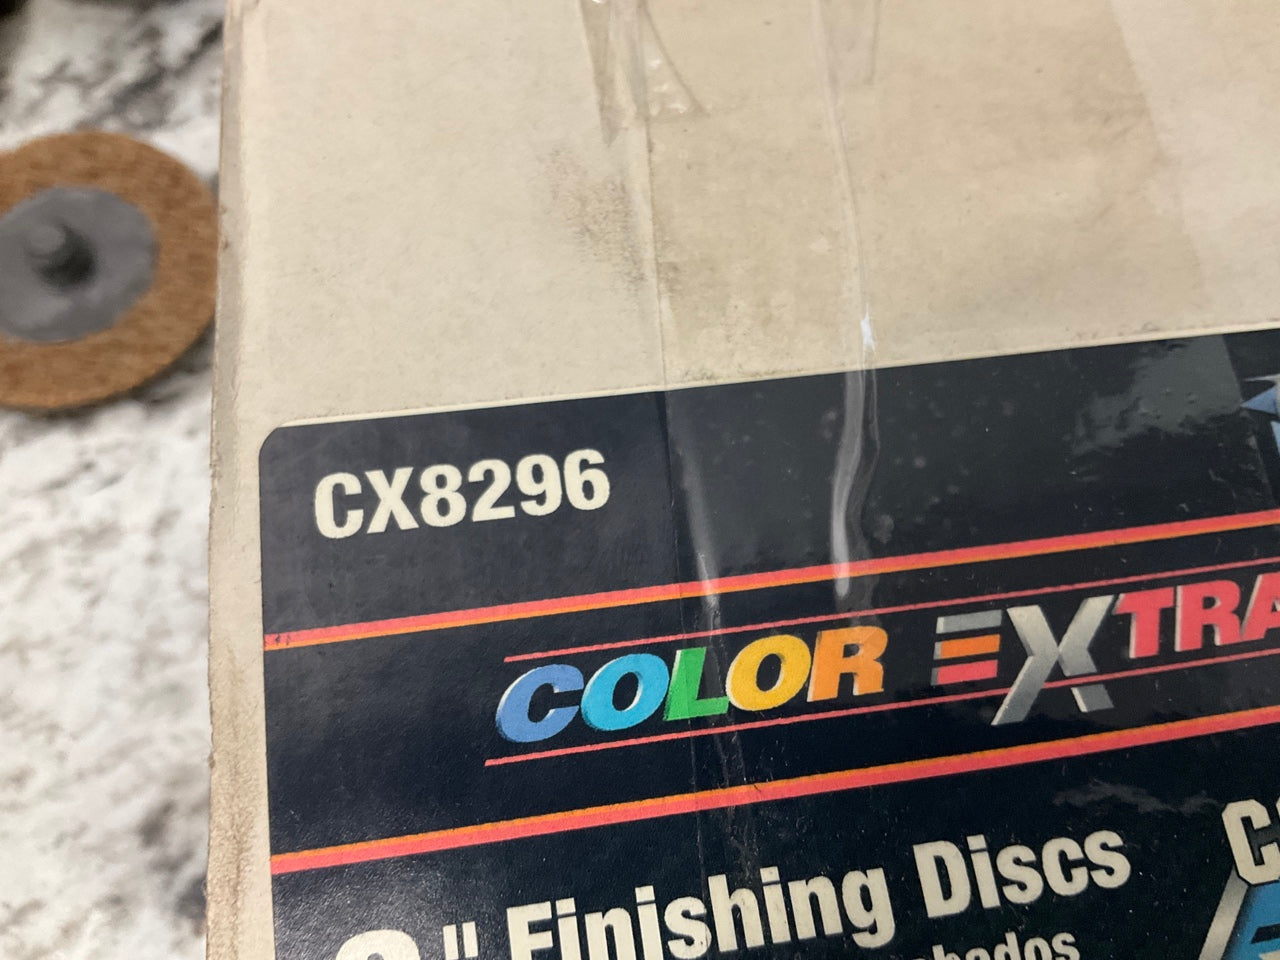 CX8296
COLOR EXTRA
" Finishing Discs